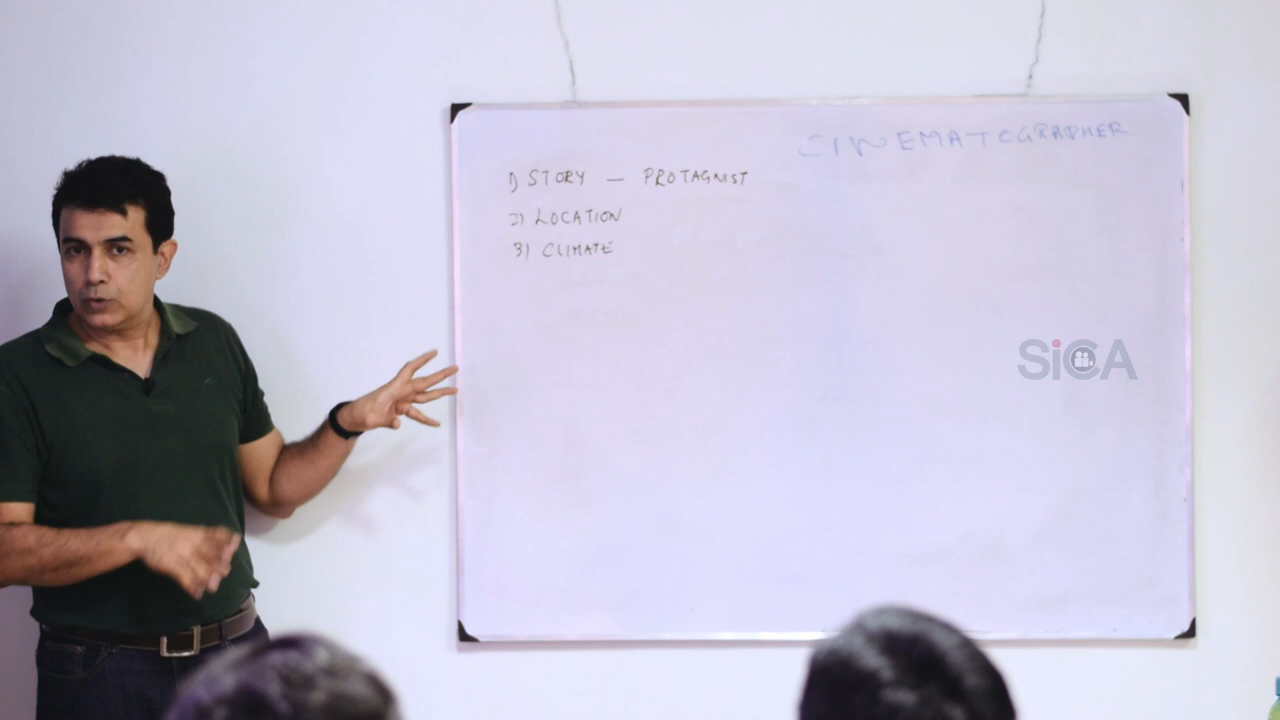 CINEMATOGRAPHER
1) STORY — PROTAGNIST
2) LOCATION
3) CLIMATE
SiCA